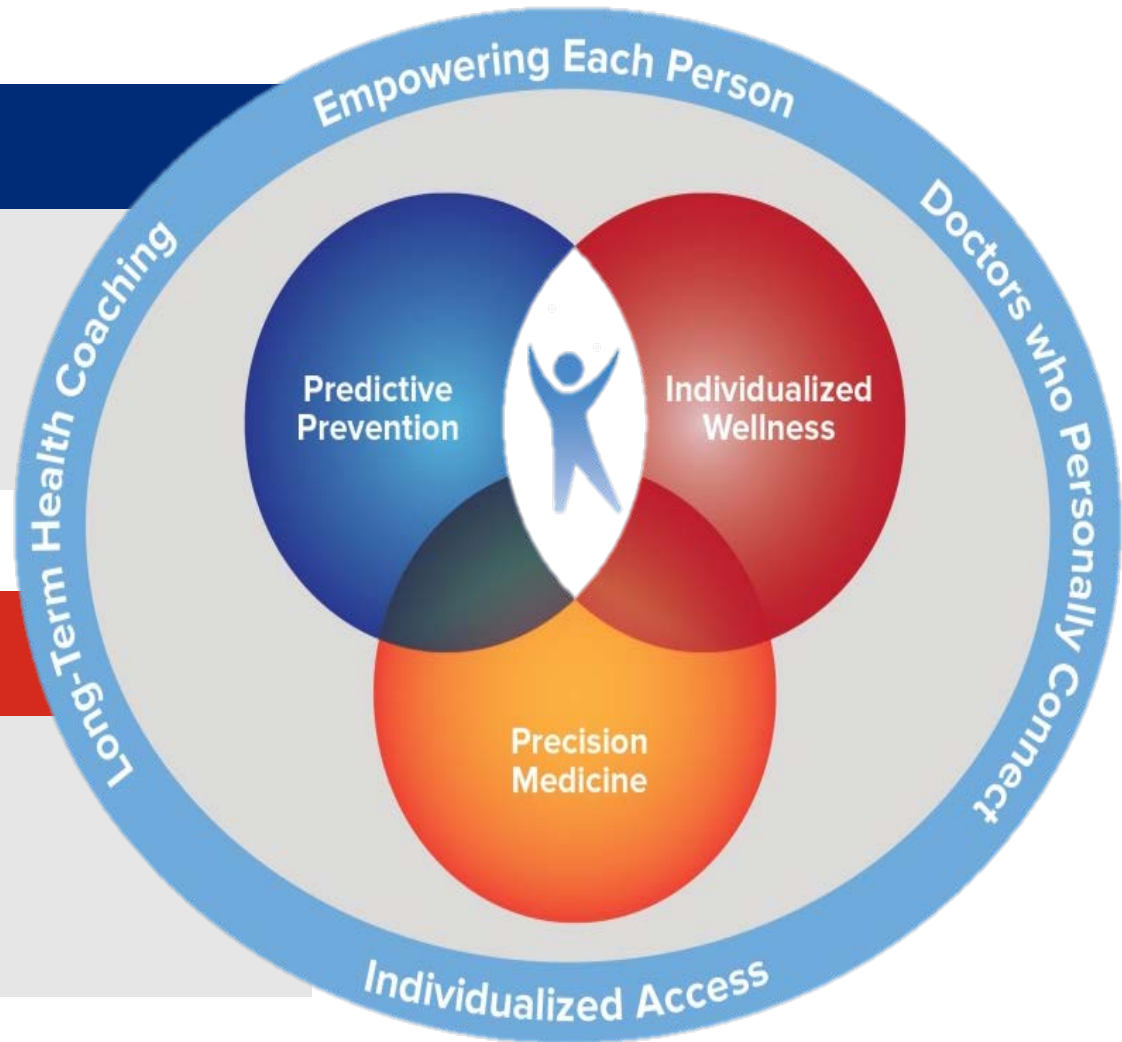 Empowering Each Person
Doctors who Personally Connect
Individualized Access
Long-Term Health Coaching
Predictive
Prevention
Individualized
Wellness
Precision
Medicine